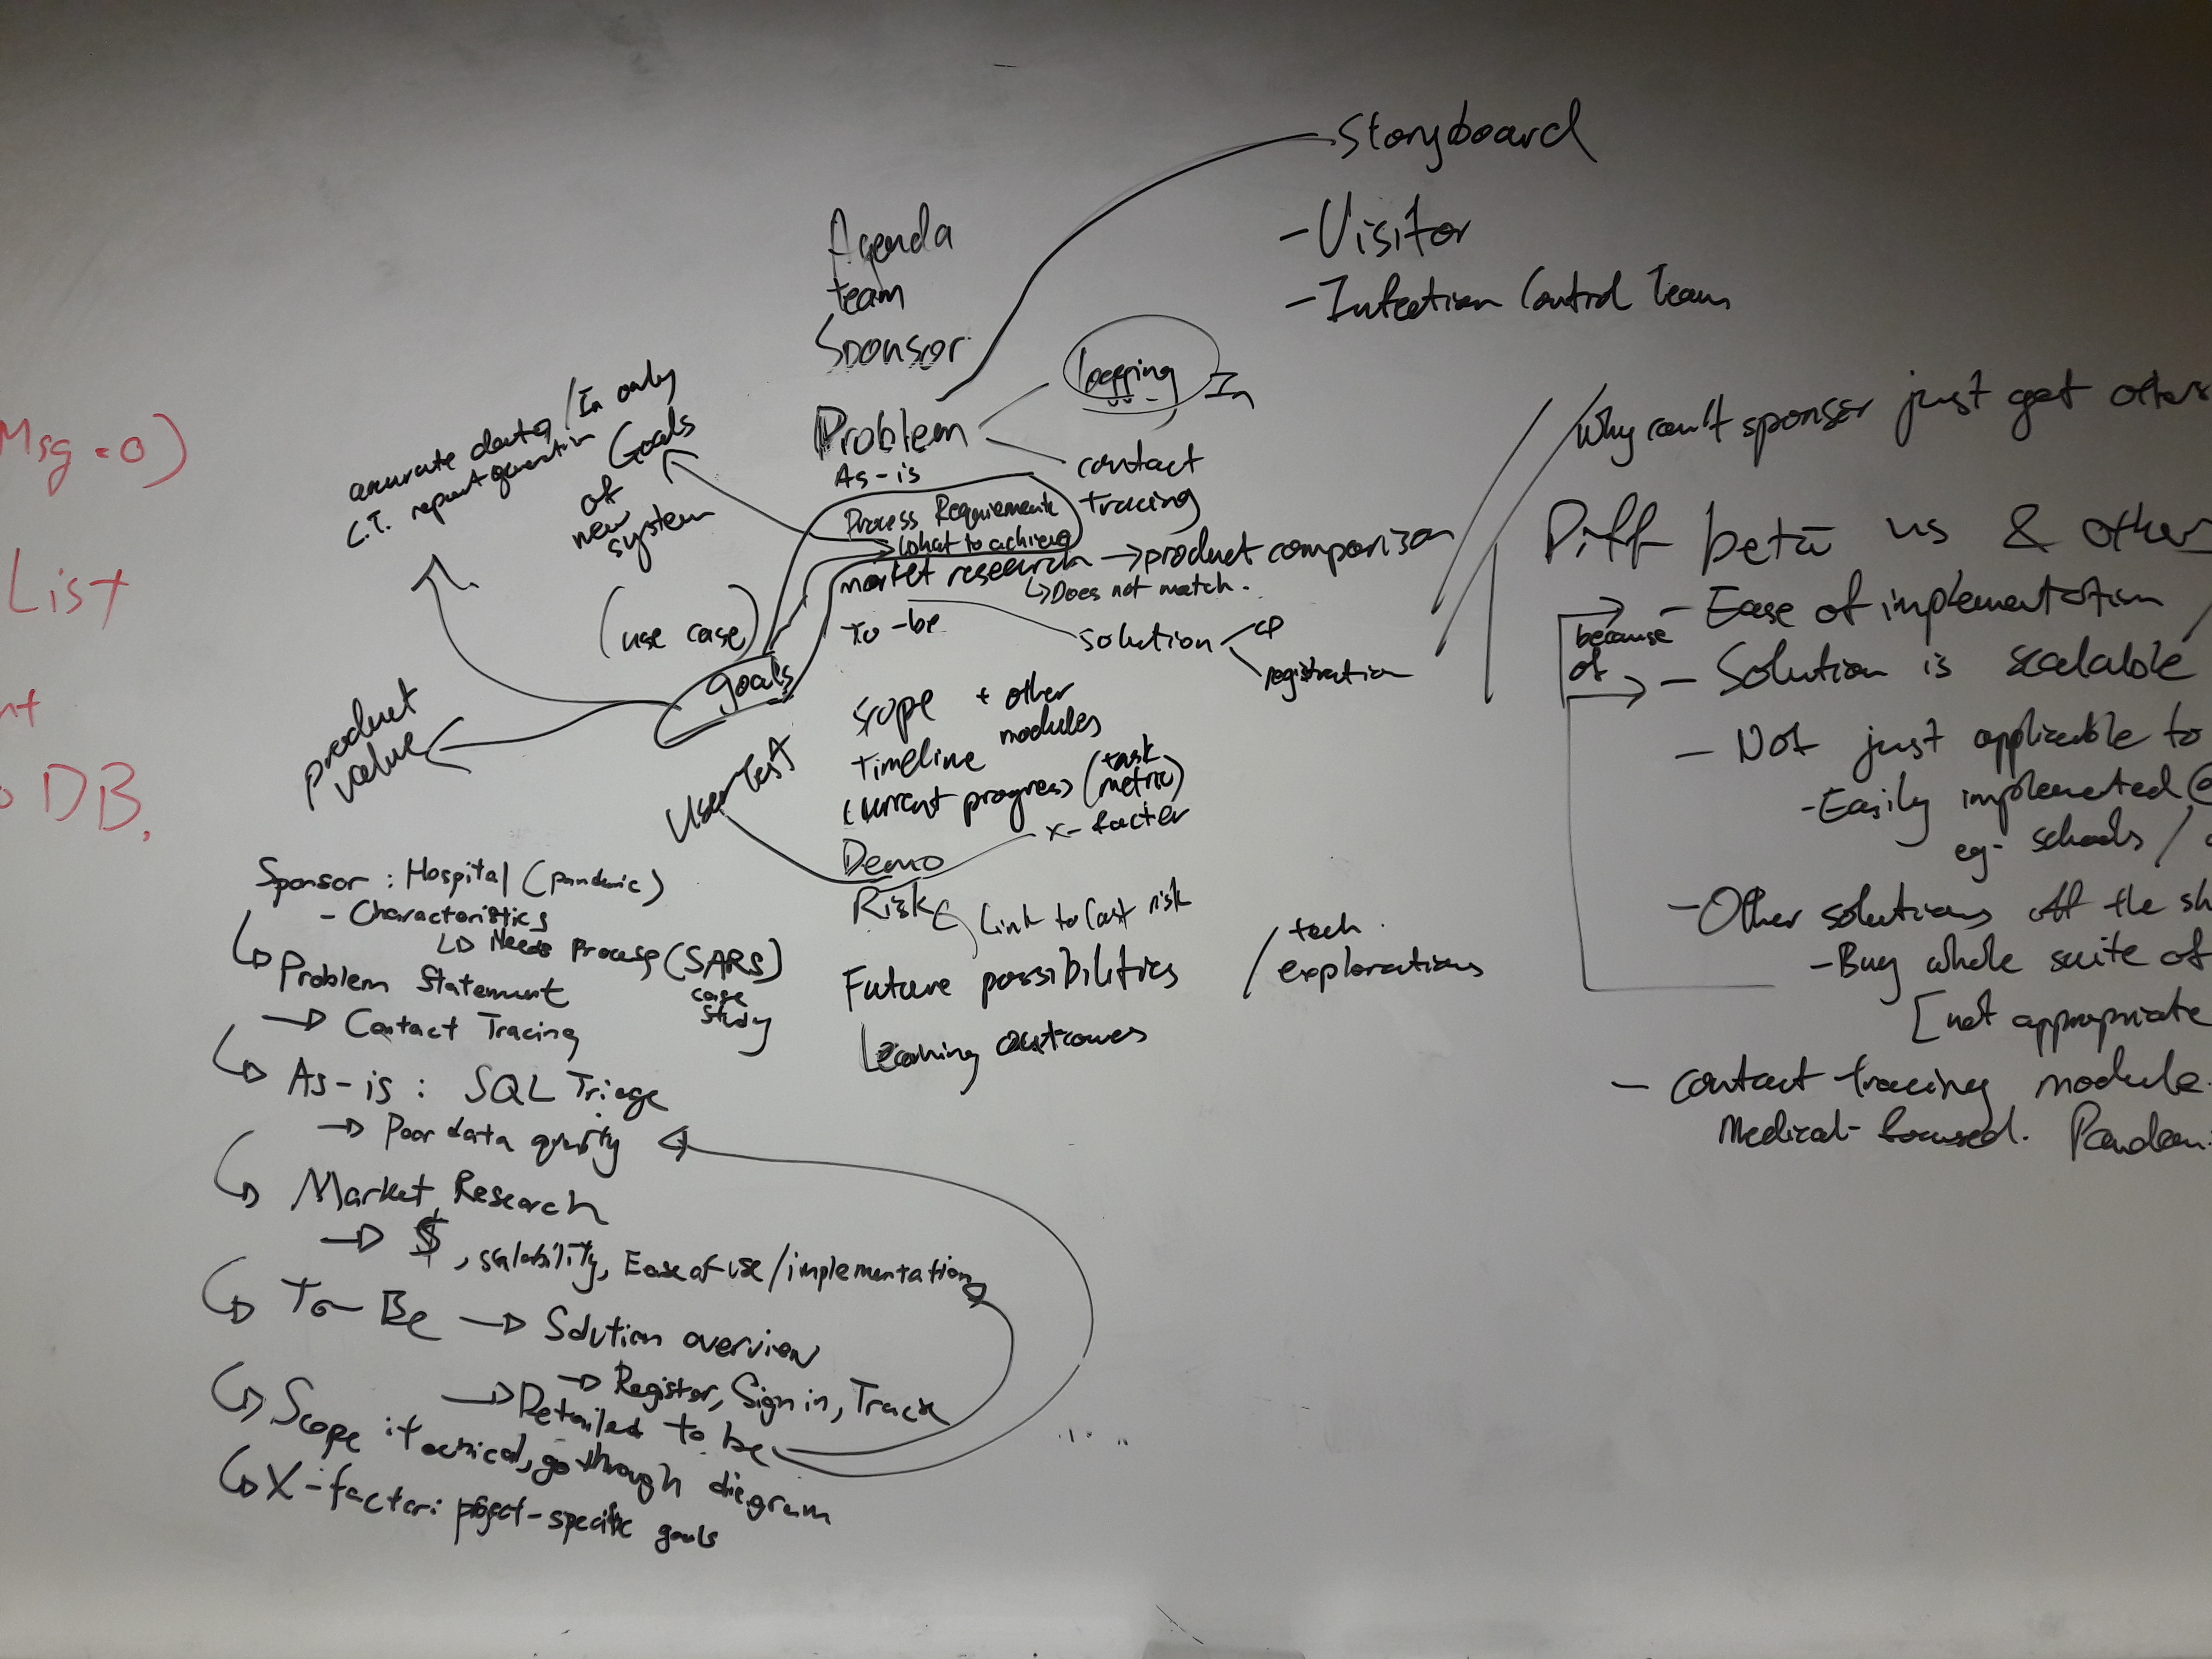 Storyboard
- Visitor
- Infection Control Team
Agenda
team
Sponsor
Problem
logging In
contact
tracing
As-is
Process Requirements
What to achieve
market research → product comparison
↳ Does not match.
to-be
solution
registration
scope + other
modules
timeline
current progress (task
metric)
x-factor
Demo
Risk
Link to last risk
Future possibilities / tech
explorations
Learning outcomes
accurate data / In only
C.T. report generation
Goals
of
new
system
(use case)
goals
product
value
User Test
Msg = 0)
List
DB.
Sponsor : Hospital (pandemic)
- Characteristics
↳ Needs Process (SARS)
case
study
↳ Problem Statement
→ Contact Tracing
↳ As-is : SQL Triage
→ Poor data quality
↳ Market Research
→ $, scalability, Ease of use / implementation
↳ To-Be → Solution overview
→ Register, Sign in, Track
→ Detailed to be
↳ Scope : go through diagram
↳ X-factor: project-specific goals
Why can't sponsor just get others
Diff betw us & other
because
of
- Ease of implementation /
- Solution is scalable
- Not just applicable to
- Easily implemented @
eg- schools /
- Other solutions off the sh
- Buy whole suite of
[not appropriate
- contact tracing module.
Medical-focused. Pandem